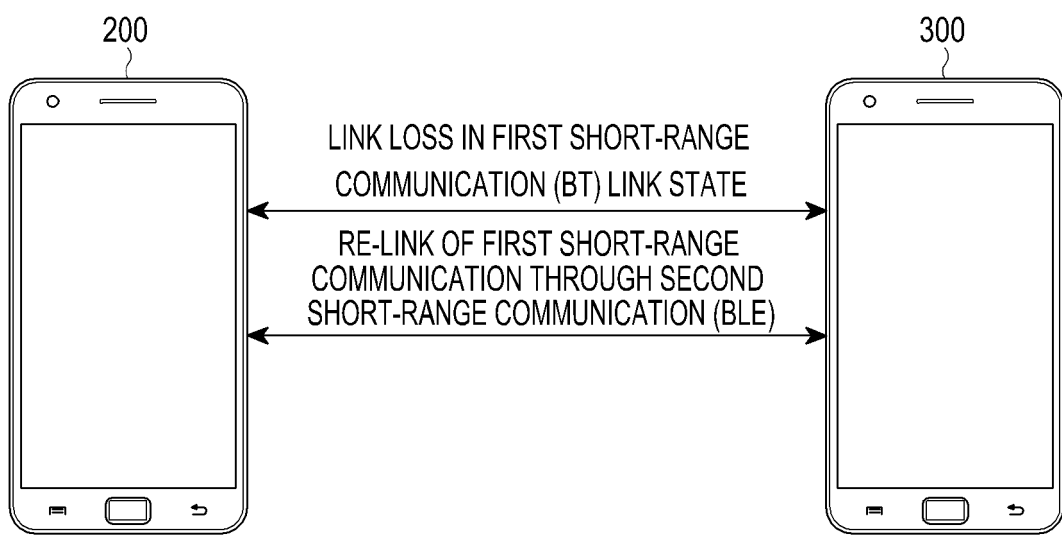 200
300
LINK LOSS IN FIRST SHORT-RANGE
COMMUNICATION (BT) LINK STATE
RE-LINK OF FIRST SHORT-RANGE
COMMUNICATION THROUGH SECOND
SHORT-RANGE COMMUNICATION (BLE)